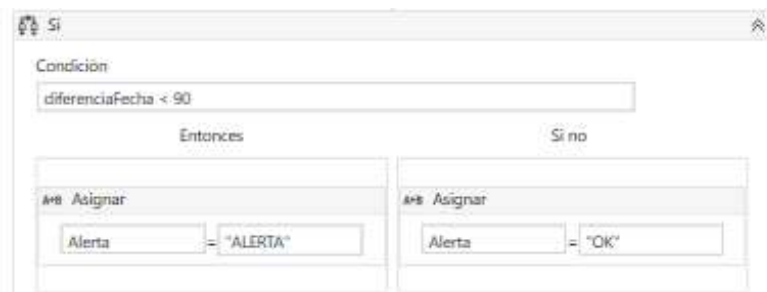 Si
Condición
diferenciaFecha < 90
Entonces
Si no
A+B Asignar
A+B Asignar
Alerta = "ALERTA"
Alerta = "OK"